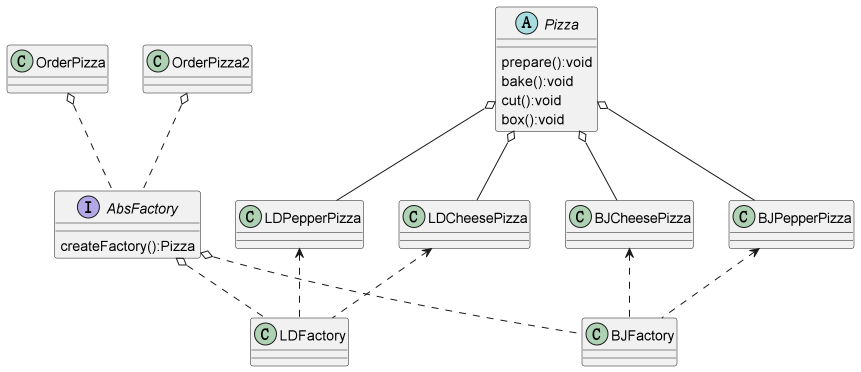 A Pizza
prepare():void
bake():void
cut():void
box():void
C OrderPizza
C OrderPizza2
I AbsFactory
createFactory():Pizza
C LDPepperPizza
C LDCheesePizza
C BJCheesePizza
C BJPepperPizza
C LDFactory
C BJFactory